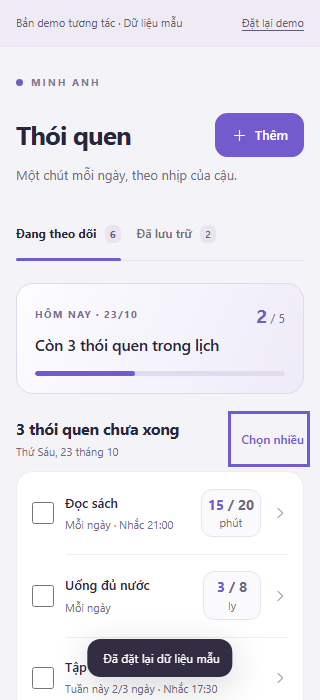 Bản demo tương tác · Dữ liệu mẫu
Đặt lại demo
MINH ANH
Thói quen
Thêm
Một chút mỗi ngày, theo nhịp của cậu.
Đang theo dõi 6
Đã lưu trữ 2
HÔM NAY · 23/10
2 / 5
Còn 3 thói quen trong lịch
3 thói quen chưa xong
Thứ Sáu, 23 tháng 10
Chọn nhiều
Đọc sách
Mỗi ngày · Nhắc 21:00
15 / 20
phút
Uống đủ nước
Mỗi ngày
3 / 8
ly
Tập
Tuần này 2/3 ngày · Nhắc 17:30
Đã đặt lại dữ liệu mẫu